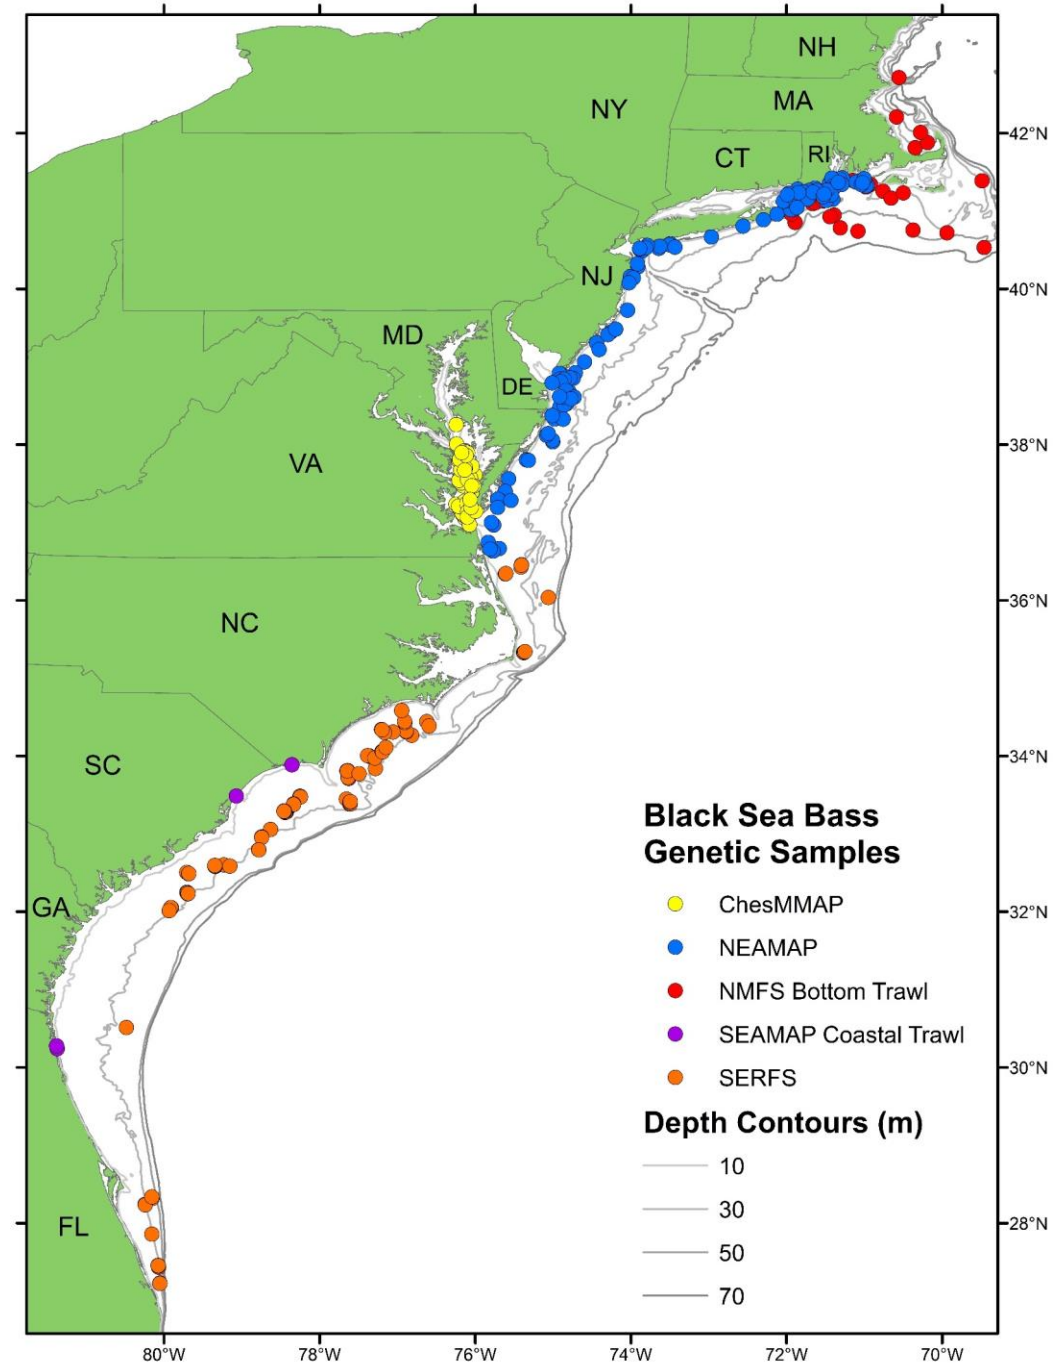 80°W 78°W 76°W 74°W 72°W 70°W
NH
NY
MA
42°N
CT
RI
NJ
40°N
MD
DE
38°N
VA
36°N
NC
34°N
SC
Black Sea Bass
Genetic Samples
ChesMMAP
GA
32°N
NEAMAP
NMFS Bottom Trawl
SEAMAP Coastal Trawl
30°N
SERFS
Depth Contours (m)
10
30
FL
28°N
50
70